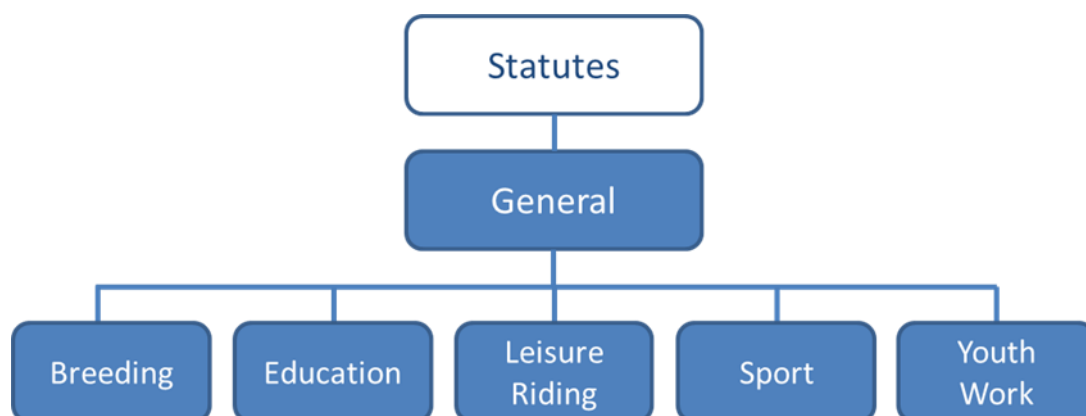 Statutes
General
Breeding
Education
Leisure
Riding
Sport
Youth
Work